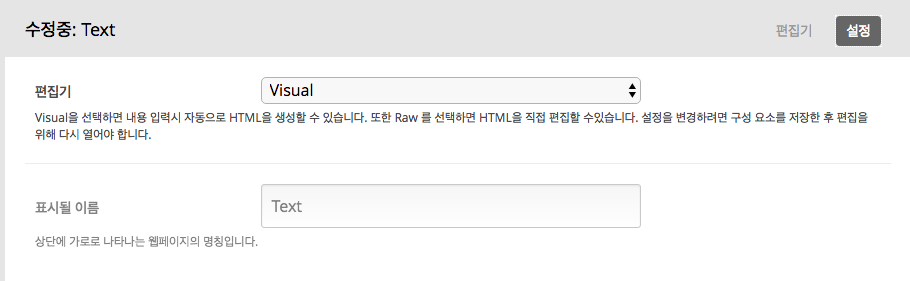 수정중: Text
편집기
설정
편집기
Visual
Visual을 선택하면 내용 입력시 자동으로 HTML을 생성할 수 있습니다. 또한 Raw 를 선택하면 HTML을 직접 편집할 수있습니다. 설정을 변경하려면 구성 요소를 저장한 후 편집을
위해 다시 열어야 합니다.
표시될 이름
Text
상단에 가로로 나타나는 웹페이지의 명칭입니다.